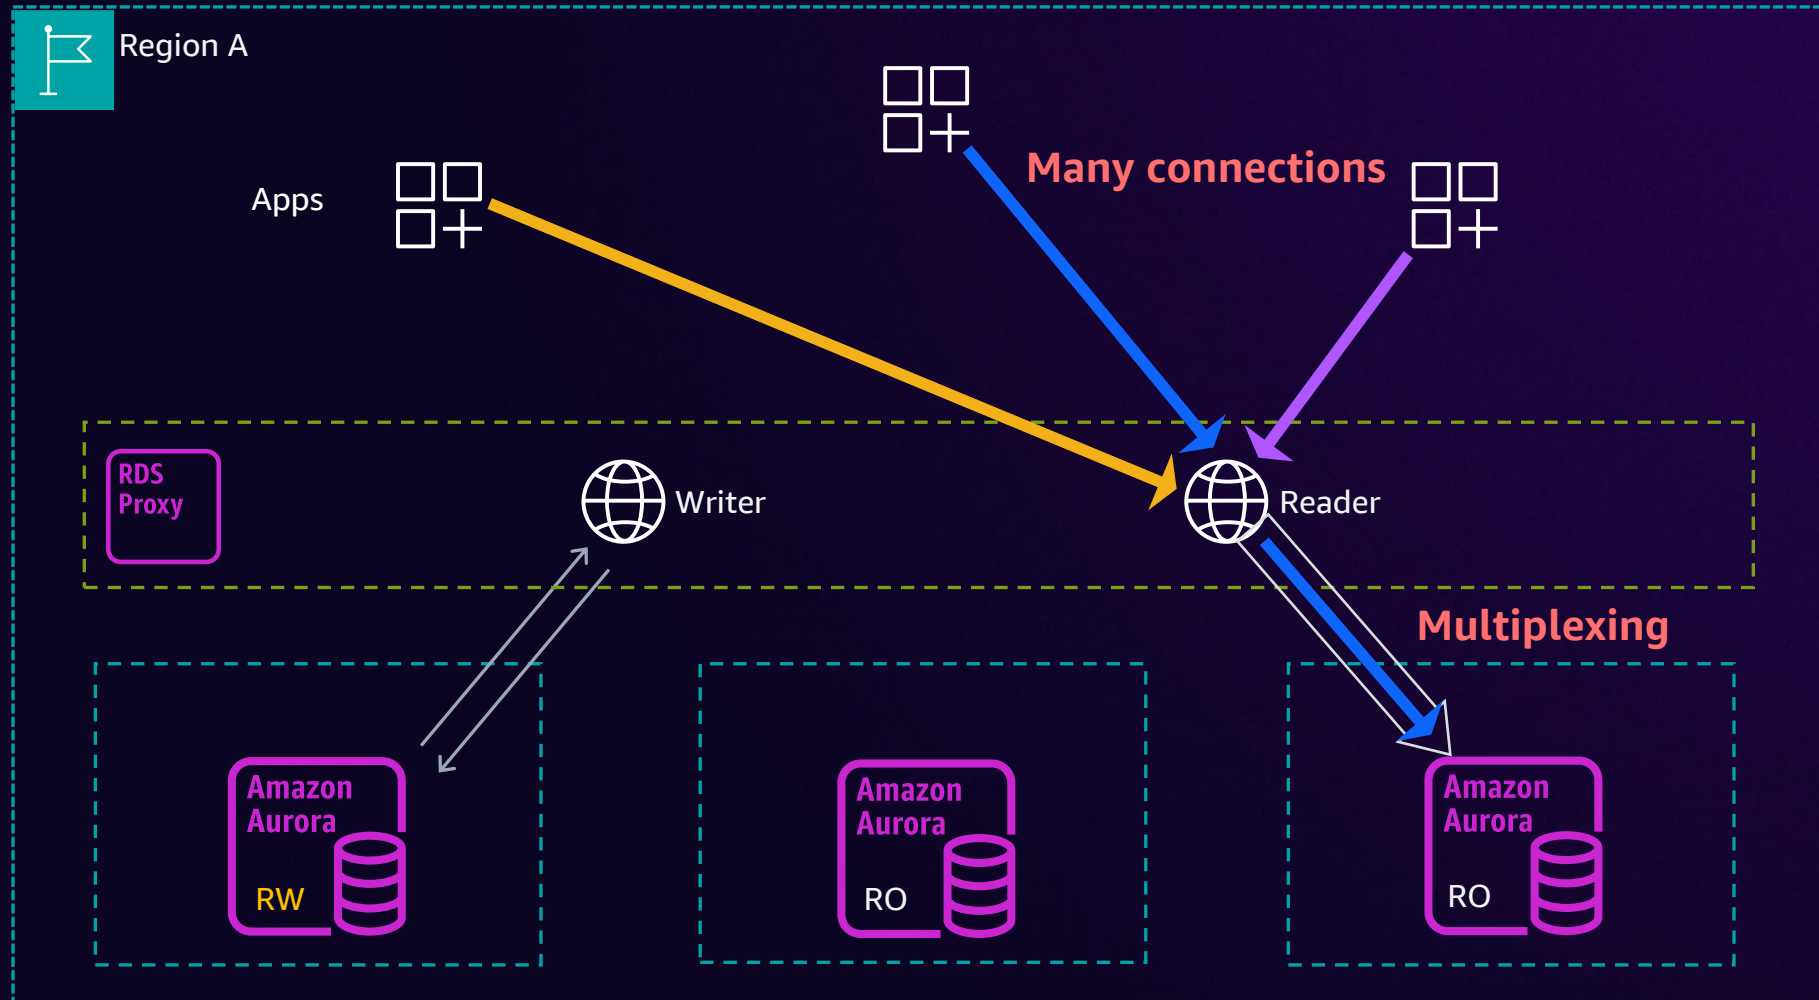 Region A
Many connections
Apps
RDS
Proxy
Writer
Reader
Multiplexing
Amazon
Aurora
RW
Amazon
Aurora
RO
Amazon
Aurora
RO